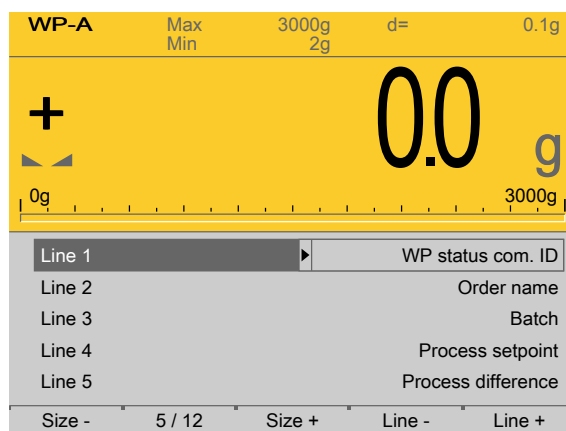 WP-A Max 3000g d= 0.1g
Min 2g
+ 0.0 g
0g 3000g
Line 1 WP status com. ID
Line 2 Order name
Line 3 Batch
Line 4 Process setpoint
Line 5 Process difference
Size - 5 / 12 Size + Line - Line +